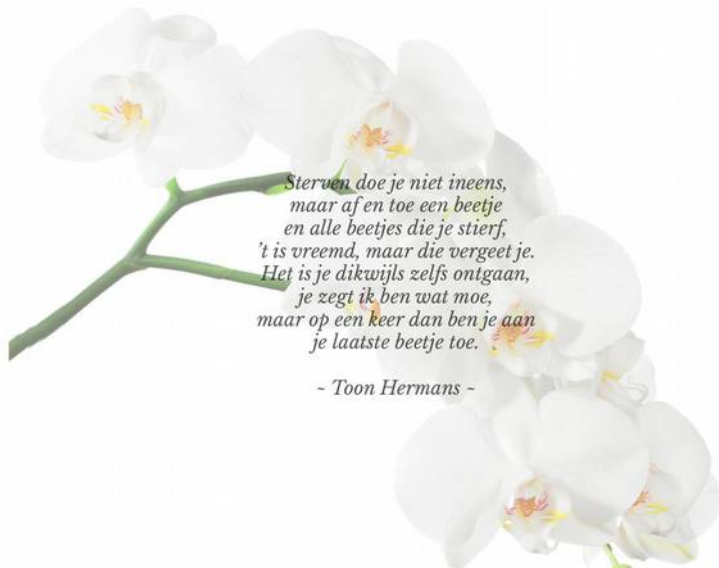 Sterven doe je niet ineens,
maar af en toe een beetje
en alle beetjes die je stierf,
't is vreemd, maar die vergeet je.
Het is je dikwijls zelfs ontgaan,
je zegt ik ben wat moe,
maar op een keer dan ben je aan
je laatste beetje toe.
~ Toon Hermans ~